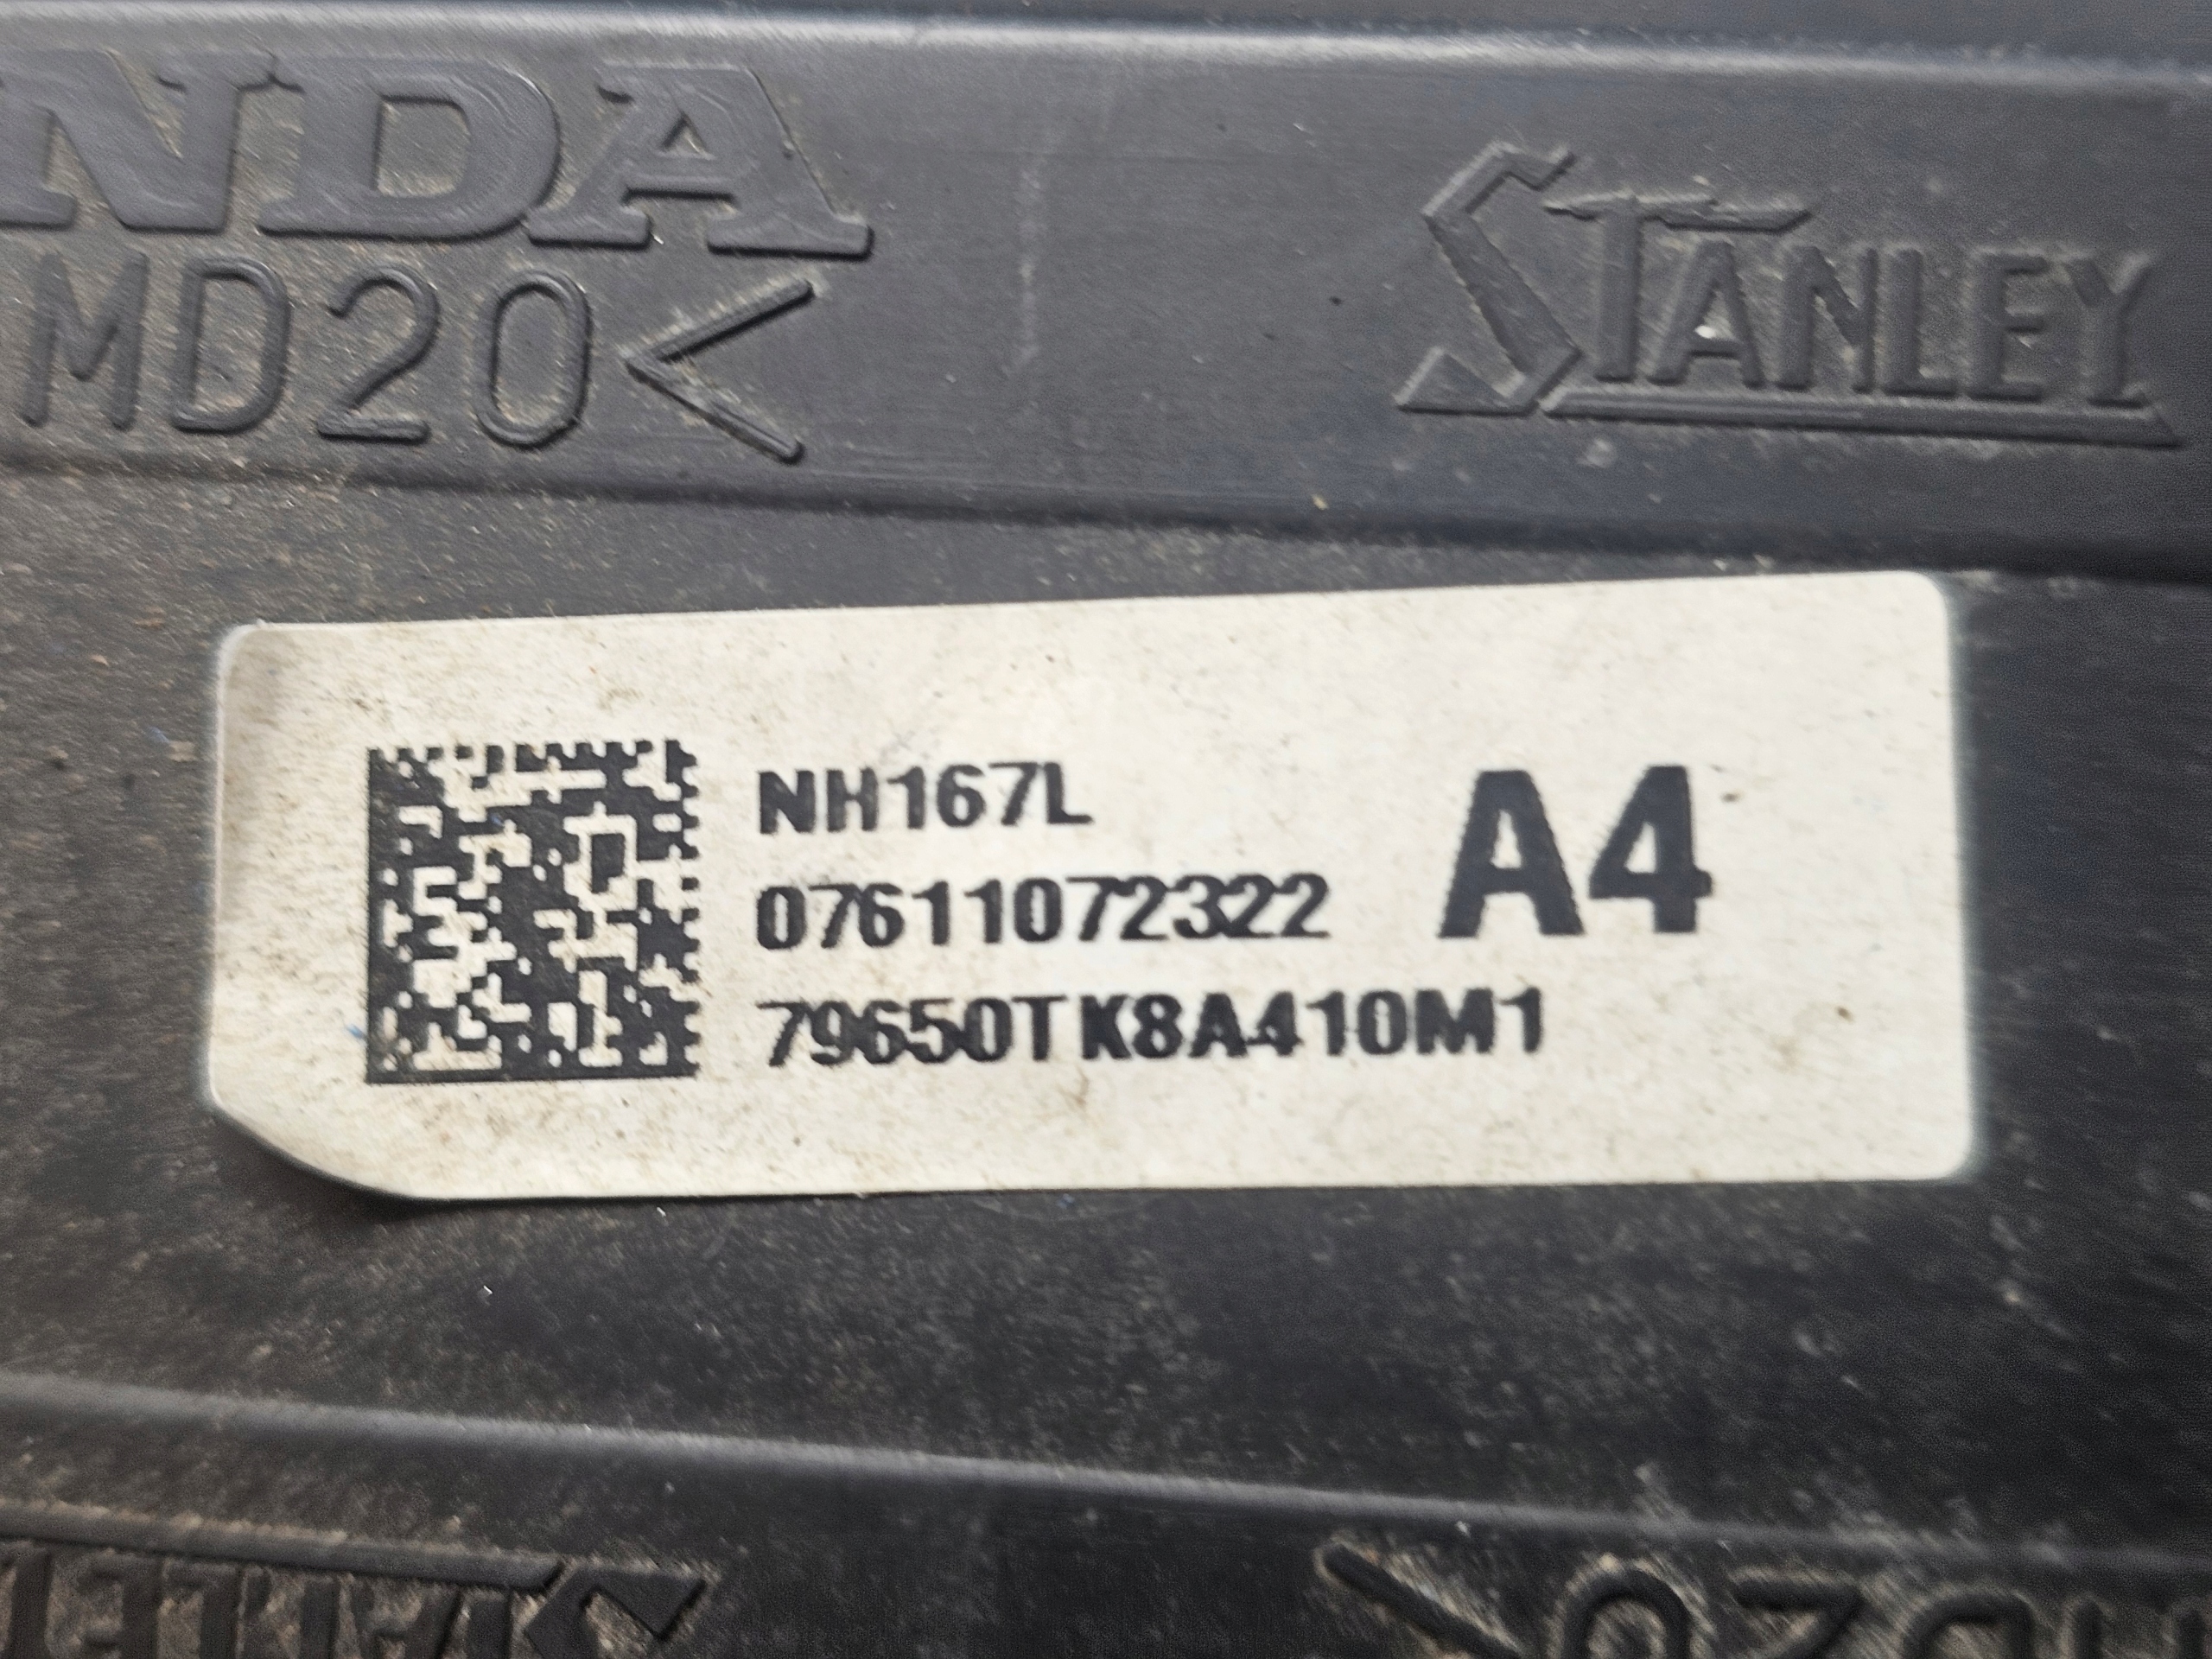 NDA
MD20<
STANLEY
NH167L
07611072322
A4
79650TK8A410M1